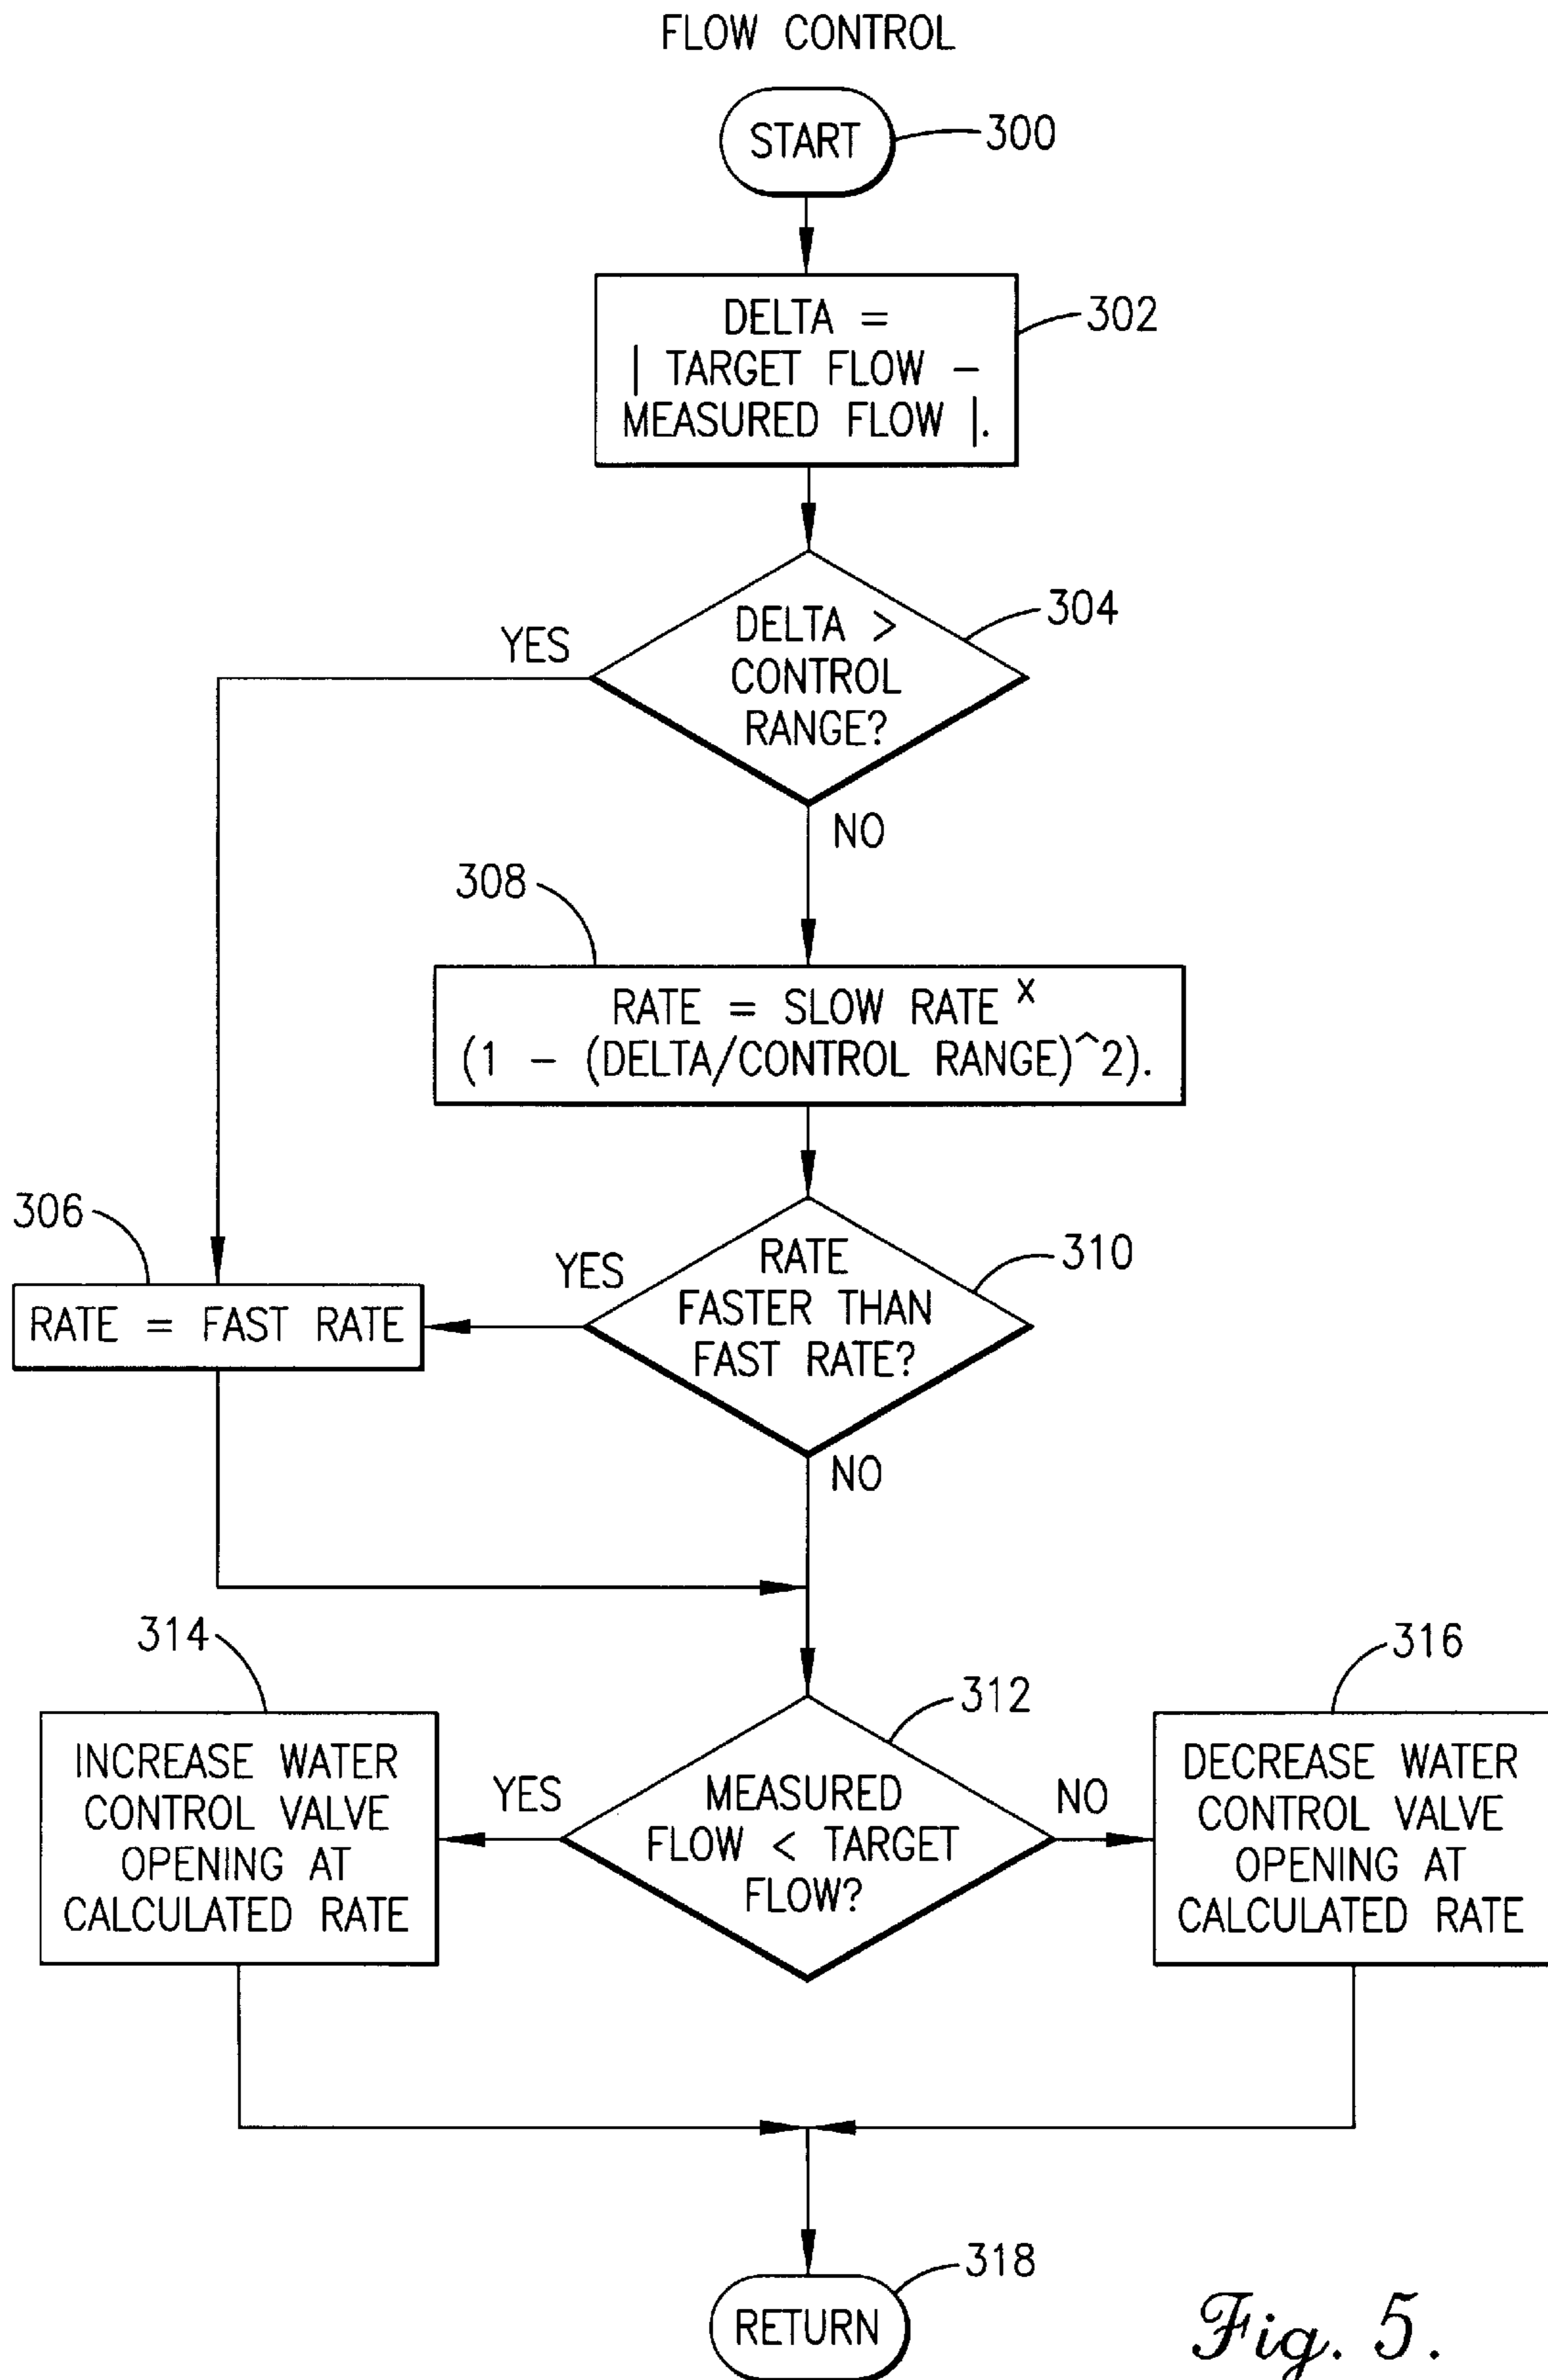 FLOW CONTROL
START
300
DELTA =
| TARGET FLOW –
MEASURED FLOW |.
302
DELTA >
CONTROL
RANGE?
304
YES
NO
308
RATE = SLOW RATE x
(1 – (DELTA/CONTROL RANGE)^2).
306
RATE = FAST RATE
YES
RATE
FASTER THAN
FAST RATE?
310
NO
314
INCREASE WATER
CONTROL VALVE
OPENING AT
CALCULATED RATE
YES
MEASURED
FLOW < TARGET
FLOW?
312
NO
316
DECREASE WATER
CONTROL VALVE
OPENING AT
CALCULATED RATE
318
RETURN
Fig. 5.